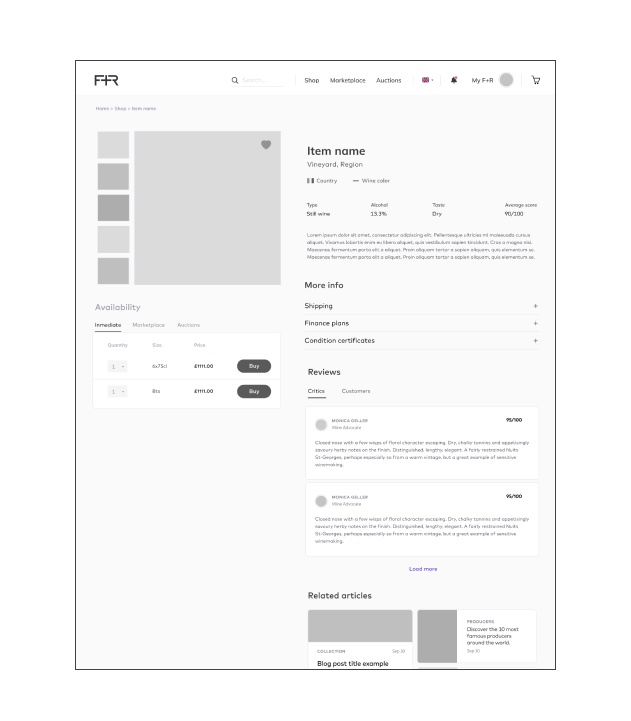 F+R
Search...
Shop Marketplace Auctions
My F+R
Home > Shop > Item name
Item name
Vineyard, Region
Country
Wine color
Type Alcohol Taste Average score
Still wine 13.3% Dry 90/100
Lorem ipsum dolor sit amet, consectetur adipiscing elit. Pellentesque ultricies mi malesuada cursus
aliquet. Vivamus lobortis enim eu libero aliquet, quis vestibulum sapien tincidunt. Cras a magna nisi.
Maecenas fermentum porta elit a aliquet. Proin aliquam tortor a sapien aliquam, quis elementum se.
Maecenas fermentum porta elit a aliquet. Proin aliquam tortor a sapien aliquam, quis elementum se.
More info
Shipping +
Finance plans +
Condition certificates +
Availability
Inmediate Marketplace Auctions
Quantity Size Price
1 6x75cl £1111.00 Buy
1 Bts £1111.00 Buy
Reviews
Critics Customers
MONICA GELLER 95/100
Wine Advocate
Closed nose with a few wisps of floral character escaping. Dry, chalky tannins and appetisingly
savoury herby notes on the finish. Distinguished, lengthy, elegant. A fairly restrained Nuits
St-Georges, perhaps especially so from a warm vintage, but a great example of sensitive
winemaking.
MONICA GELLER 95/100
Wine Advocate
Closed nose with a few wisps of floral character escaping. Dry, chalky tannins and appetisingly
savoury herby notes on the finish. Distinguished, lengthy, elegant. A fairly restrained Nuits
St-Georges, perhaps especially so from a warm vintage, but a great example of sensitive
winemaking.
Load more
Related articles
COLLECTION Sep 10
Blog post title example
PRODUCERS
Discover the 10 most
famous producers
around the world.
Sep 10